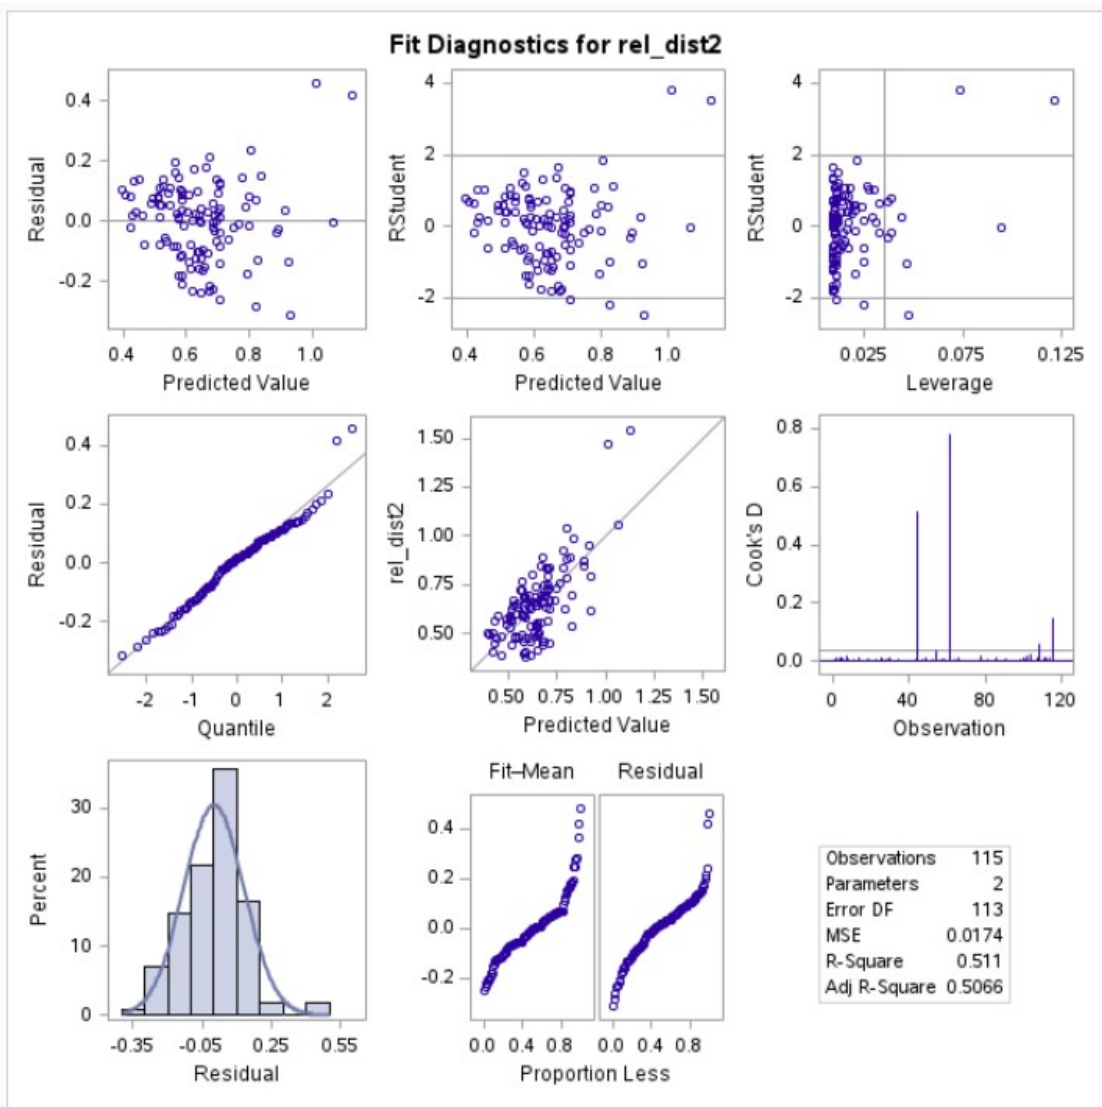 Fit Diagnostics for rel_dist2
0.4
0.2
0.0
-0.2
Residual
0.4 0.6 0.8 1.0
Predicted Value
4
2
0
-2
RStudent
0.4 0.6 0.8 1.0
Predicted Value
4
2
0
-2
RStudent
0.025 0.075 0.125
Leverage
0.4
0.2
0.0
-0.2
Residual
-2 -1 0 1 2
Quantile
1.50
1.25
1.00
0.75
0.50
rel_dist2
0.50 0.75 1.00 1.25 1.50
Predicted Value
0.8
0.6
0.4
0.2
0.0
Cook's D
0 40 80 120
Observation
30
20
10
0
Percent
-0.35 -0.05 0.25 0.55
Residual
Fit–Mean Residual
0.4
0.2
0.0
-0.2
0.0 0.4 0.8 0.0 0.4 0.8
Proportion Less
Observations 115
Parameters 2
Error DF 113
MSE 0.0174
R-Square 0.511
Adj R-Square 0.5066